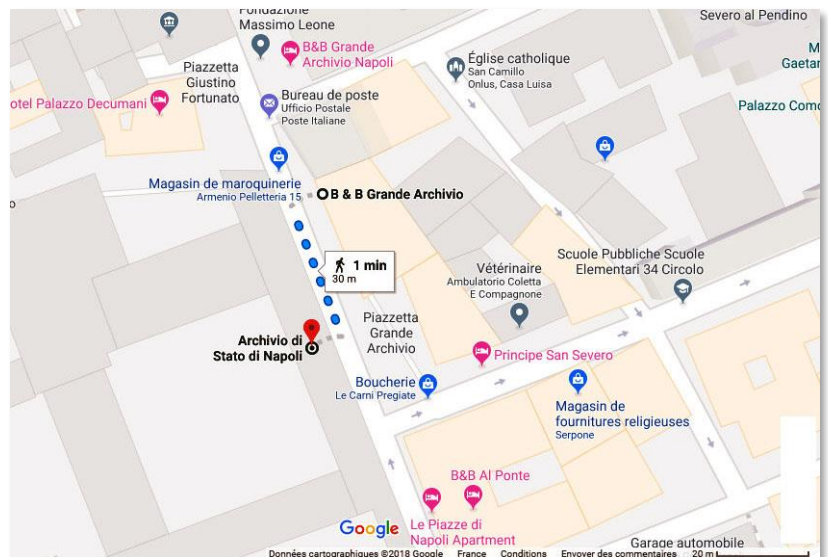 Fondazione
Massimo Leone
Severo al Pendino
B&B Grande
Archivio Napoli
Piazzetta
Giustino
Fortunato
Église catholique
San Camillo
Onlus, Casa Luisa
Gaetan
Bureau de poste
Ufficio Postale
Poste Italiane
otel Palazzo Decumani
Palazzo Como
Magasin de maroquinerie
Armenio Pelletteria 15
B & B Grande Archivio
1 min
30 m
Scuole Pubbliche Scuole
Elementari 34 Circolo
Vétérinaire
Ambulatorio Coletta
E Compagnone
Piazzetta
Grande
Archivio
Archivio di
Stato di Napoli
Principe San Severo
Boucherie
Le Carni Pregiate
Magasin de
fournitures religieuses
Serpone
B&B Al Ponte
Le Piazze di
Napoli Apartment
Google
Garage automobile
Données cartographiques ©2018 Google France Conditions Envoyer des commentaires 20 m